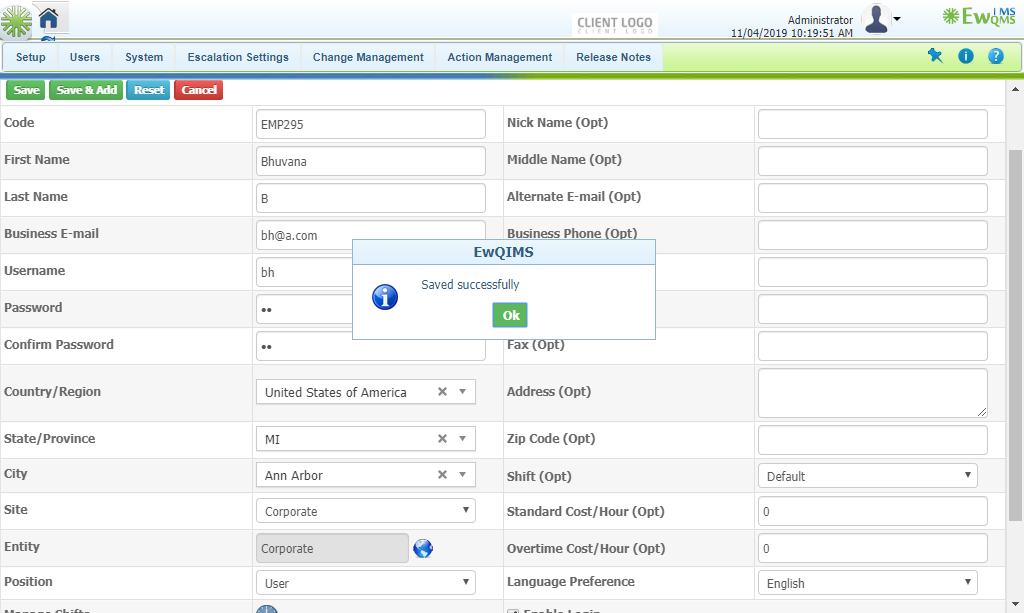 CLIENT LOGO
CLIENT LOGO
Administrator
11/04/2019 10:19:51 AM
EwQIMS
QMS
Setup Users System Escalation Settings Change Management Action Management Release Notes
Save Save & Add Reset Cancel
Code EMP295 Nick Name (Opt)
First Name Bhuvana Middle Name (Opt)
Last Name B Alternate E-mail (Opt)
Business E-mail bh@a.com Business Phone (Opt)
EwQIMS
Username bh
Saved successfully
Password ••
Ok
Confirm Password •• Fax (Opt)
Country/Region United States of America Address (Opt)
State/Province MI Zip Code (Opt)
City Ann Arbor Shift (Opt) Default
Site Corporate Standard Cost/Hour (Opt) 0
Entity Corporate Overtime Cost/Hour (Opt) 0
Position User Language Preference English
Manage Shifts Enable Login